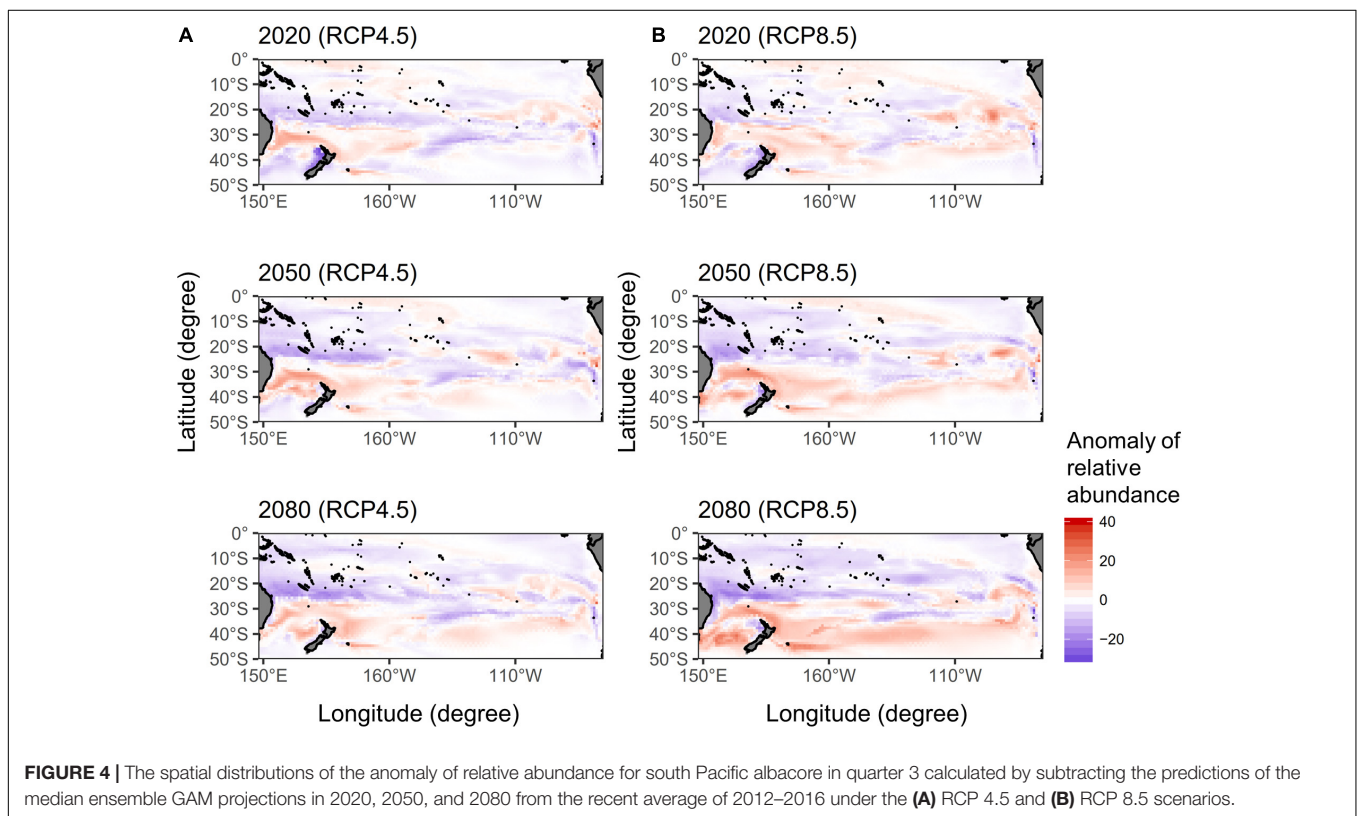 A
2020 (RCP4.5)
0°
10°S
20°S
30°S
40°S
50°S
150°E
160°W
110°W
2050 (RCP4.5)
0°
10°S
20°S
30°S
40°S
50°S
150°E
160°W
110°W
2080 (RCP4.5)
0°
10°S
20°S
30°S
40°S
50°S
150°E
160°W
110°W
Latitude (degree)
Longitude (degree)
B
2020 (RCP8.5)
0°
10°S
20°S
30°S
40°S
50°S
150°E
160°W
110°W
2050 (RCP8.5)
0°
10°S
20°S
30°S
40°S
50°S
150°E
160°W
110°W
2080 (RCP8.5)
0°
10°S
20°S
30°S
40°S
50°S
150°E
160°W
110°W
Latitude (degree)
Longitude (degree)
Anomaly of
relative
abundance
40
20
0
−20
FIGURE 4 | The spatial distributions of the anomaly of relative abundance for south Pacific albacore in quarter 3 calculated by subtracting the predictions of the
median ensemble GAM projections in 2020, 2050, and 2080 from the recent average of 2012–2016 under the (A) RCP 4.5 and (B) RCP 8.5 scenarios.